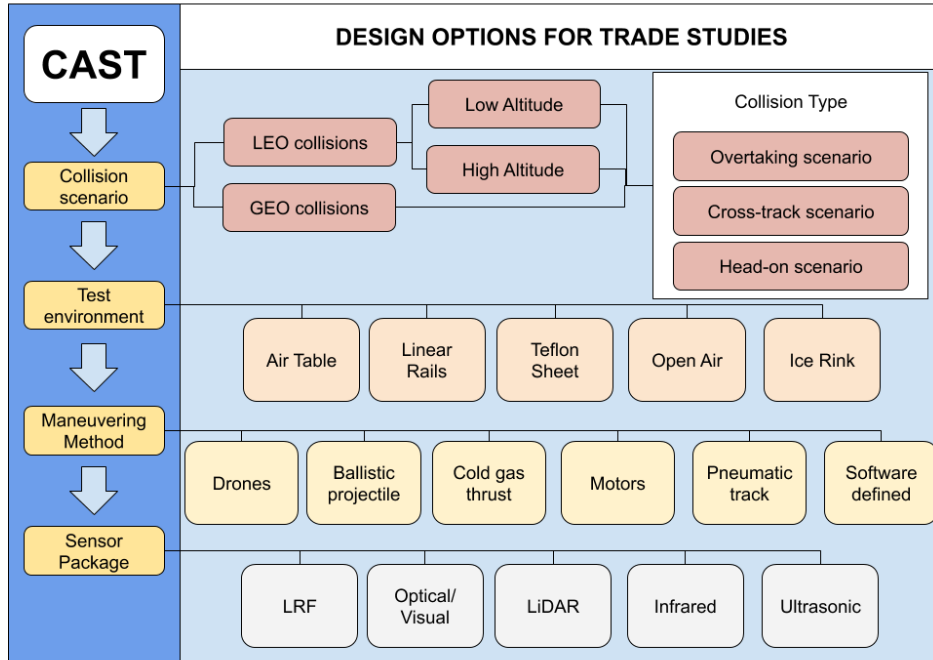 CAST
DESIGN OPTIONS FOR TRADE STUDIES
Collision
scenario
LEO collisions
GEO collisions
Low Altitude
High Altitude
Collision Type
Overtaking scenario
Cross-track scenario
Head-on scenario
Test
environment
Air Table
Linear
Rails
Teflon
Sheet
Open Air
Ice Rink
Maneuvering
Method
Drones
Ballistic
projectile
Cold gas
thrust
Motors
Pneumatic
track
Software
defined
Sensor
Package
LRF
Optical/
Visual
LiDAR
Infrared
Ultrasonic